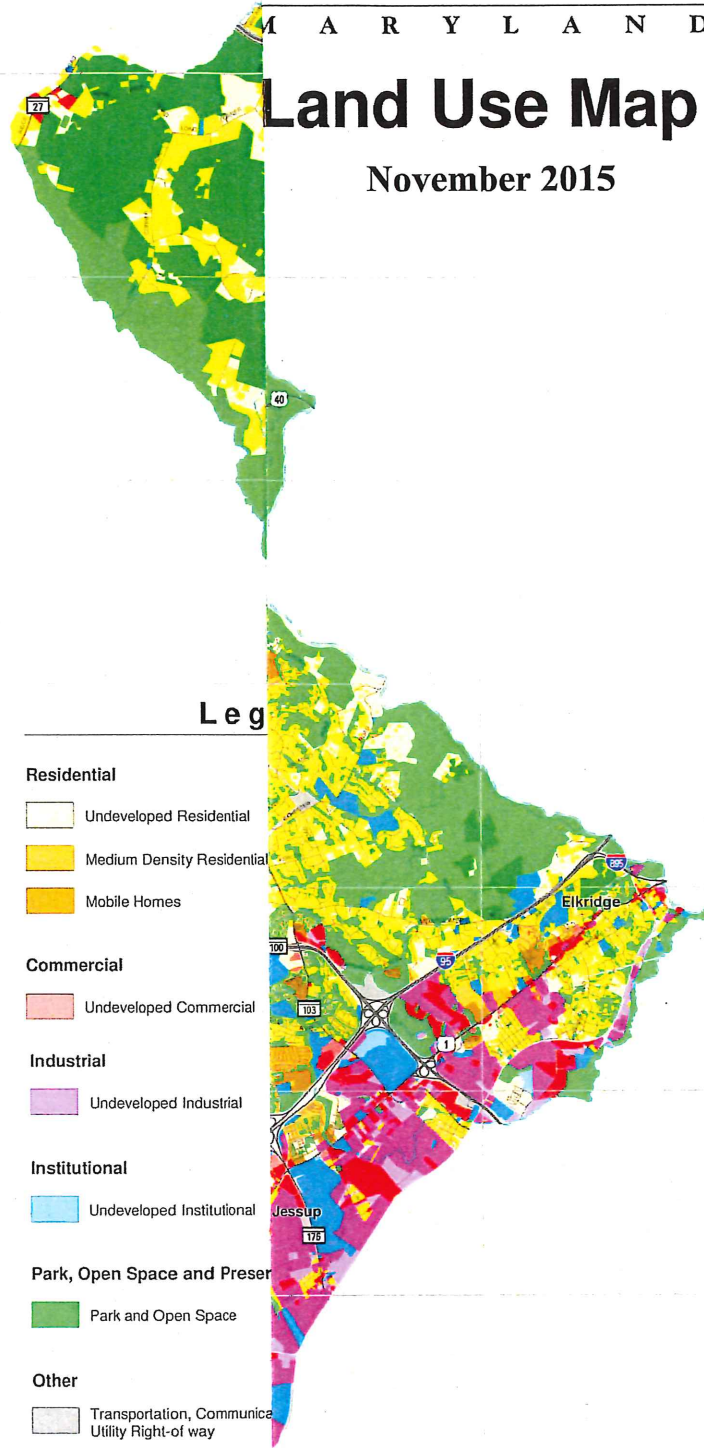 M A R Y L A N D
Land Use Map
November 2015
27
40
Leg
Residential
Undeveloped Residential
Medium Density Residential
Mobile Homes
Commercial
Undeveloped Commercial
Industrial
Undeveloped Industrial
Institutional
Undeveloped Institutional
Park, Open Space and Preser
Park and Open Space
Other
Transportation, Communica
Utility Right-of way
895
Elkridge
95
100
103
1
Jessup
175